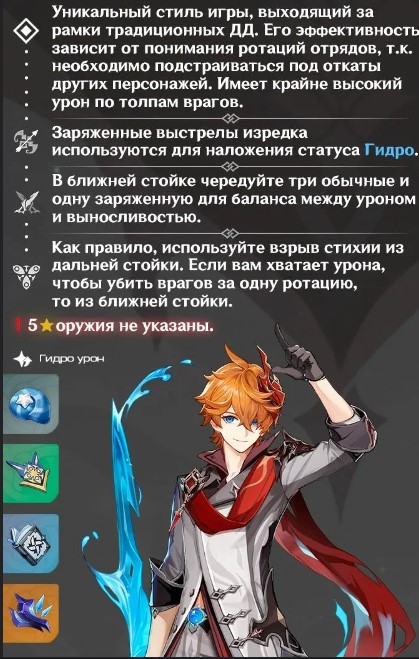 Уникальный стиль игры, выходящий за
рамки традиционных ДД. Его эффективность
зависит от понимания ротаций отрядов, т.к.
необходимо подстраиваться под откаты
других персонажей. Имеет крайне высокий
урон по толпам врагов.
Заряженные выстрелы изредка
используются для наложения статуса Гидро.
В ближней стойке чередуйте три обычные и
одну заряженную для баланса между уроном
и выносливостью.
Как правило, используйте взрыв стихии из
дальней стойки. Если вам хватает урона,
чтобы убить врагов за одну ротацию,
то из ближней стойки.
! 5★оружия не указаны.
Гидро урон